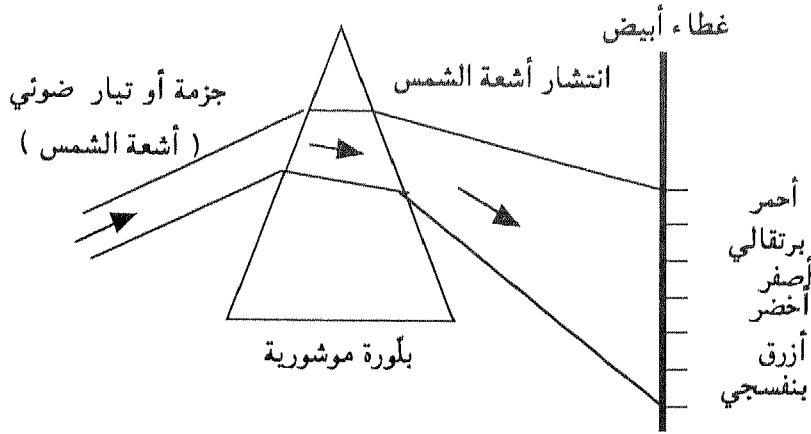 غطاء أبيض
انتشار أشعة الشمس
جزمة أو تيار ضوئي
( أشعة الشمس )
أحمر
برتقالي
أصفر
أخضر
أزرق
بنفسجي
بلّورة موشورية